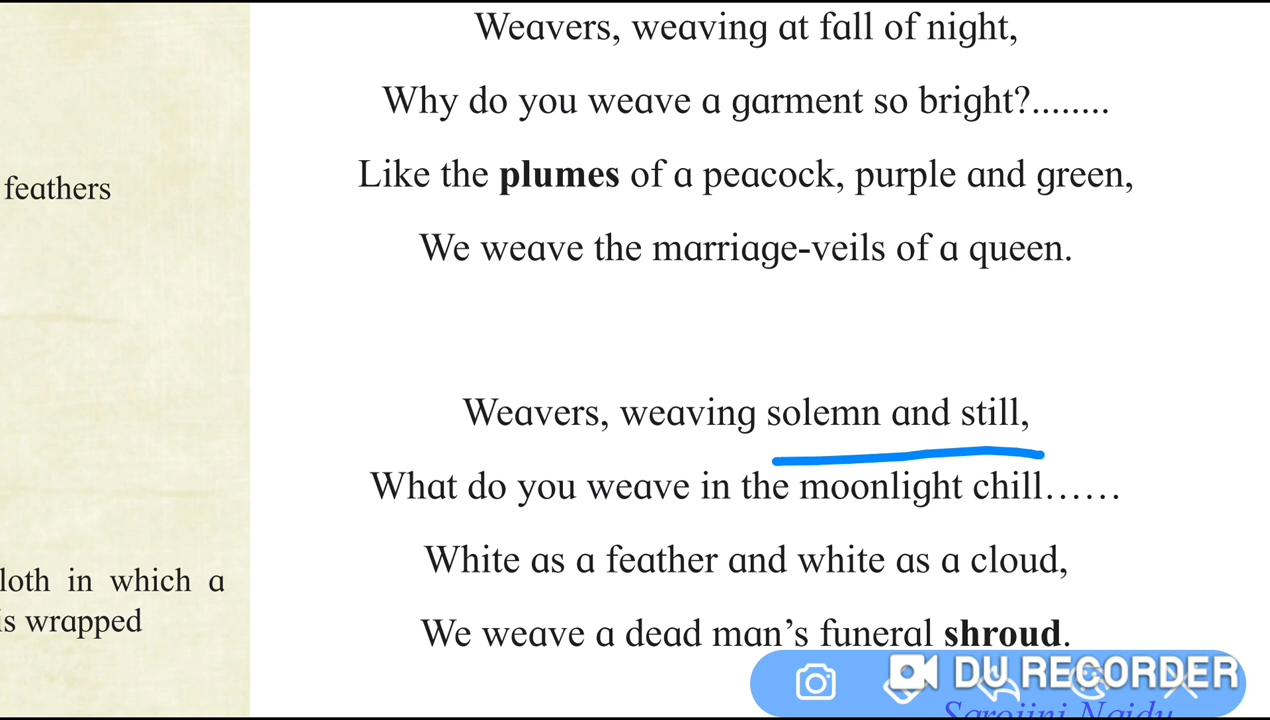 Weavers, weaving at fall of night,
Why do you weave a garment so bright?........
feathers
Like the plumes of a peacock, purple and green,
We weave the marriage-veils of a queen.
Weavers, weaving solemn and still,
What do you weave in the moonlight chill......
White as a feather and white as a cloud,
loth in which a
is wrapped
We weave a dead man's funeral shroud.
DU RECORDER
Sarojini Naidu